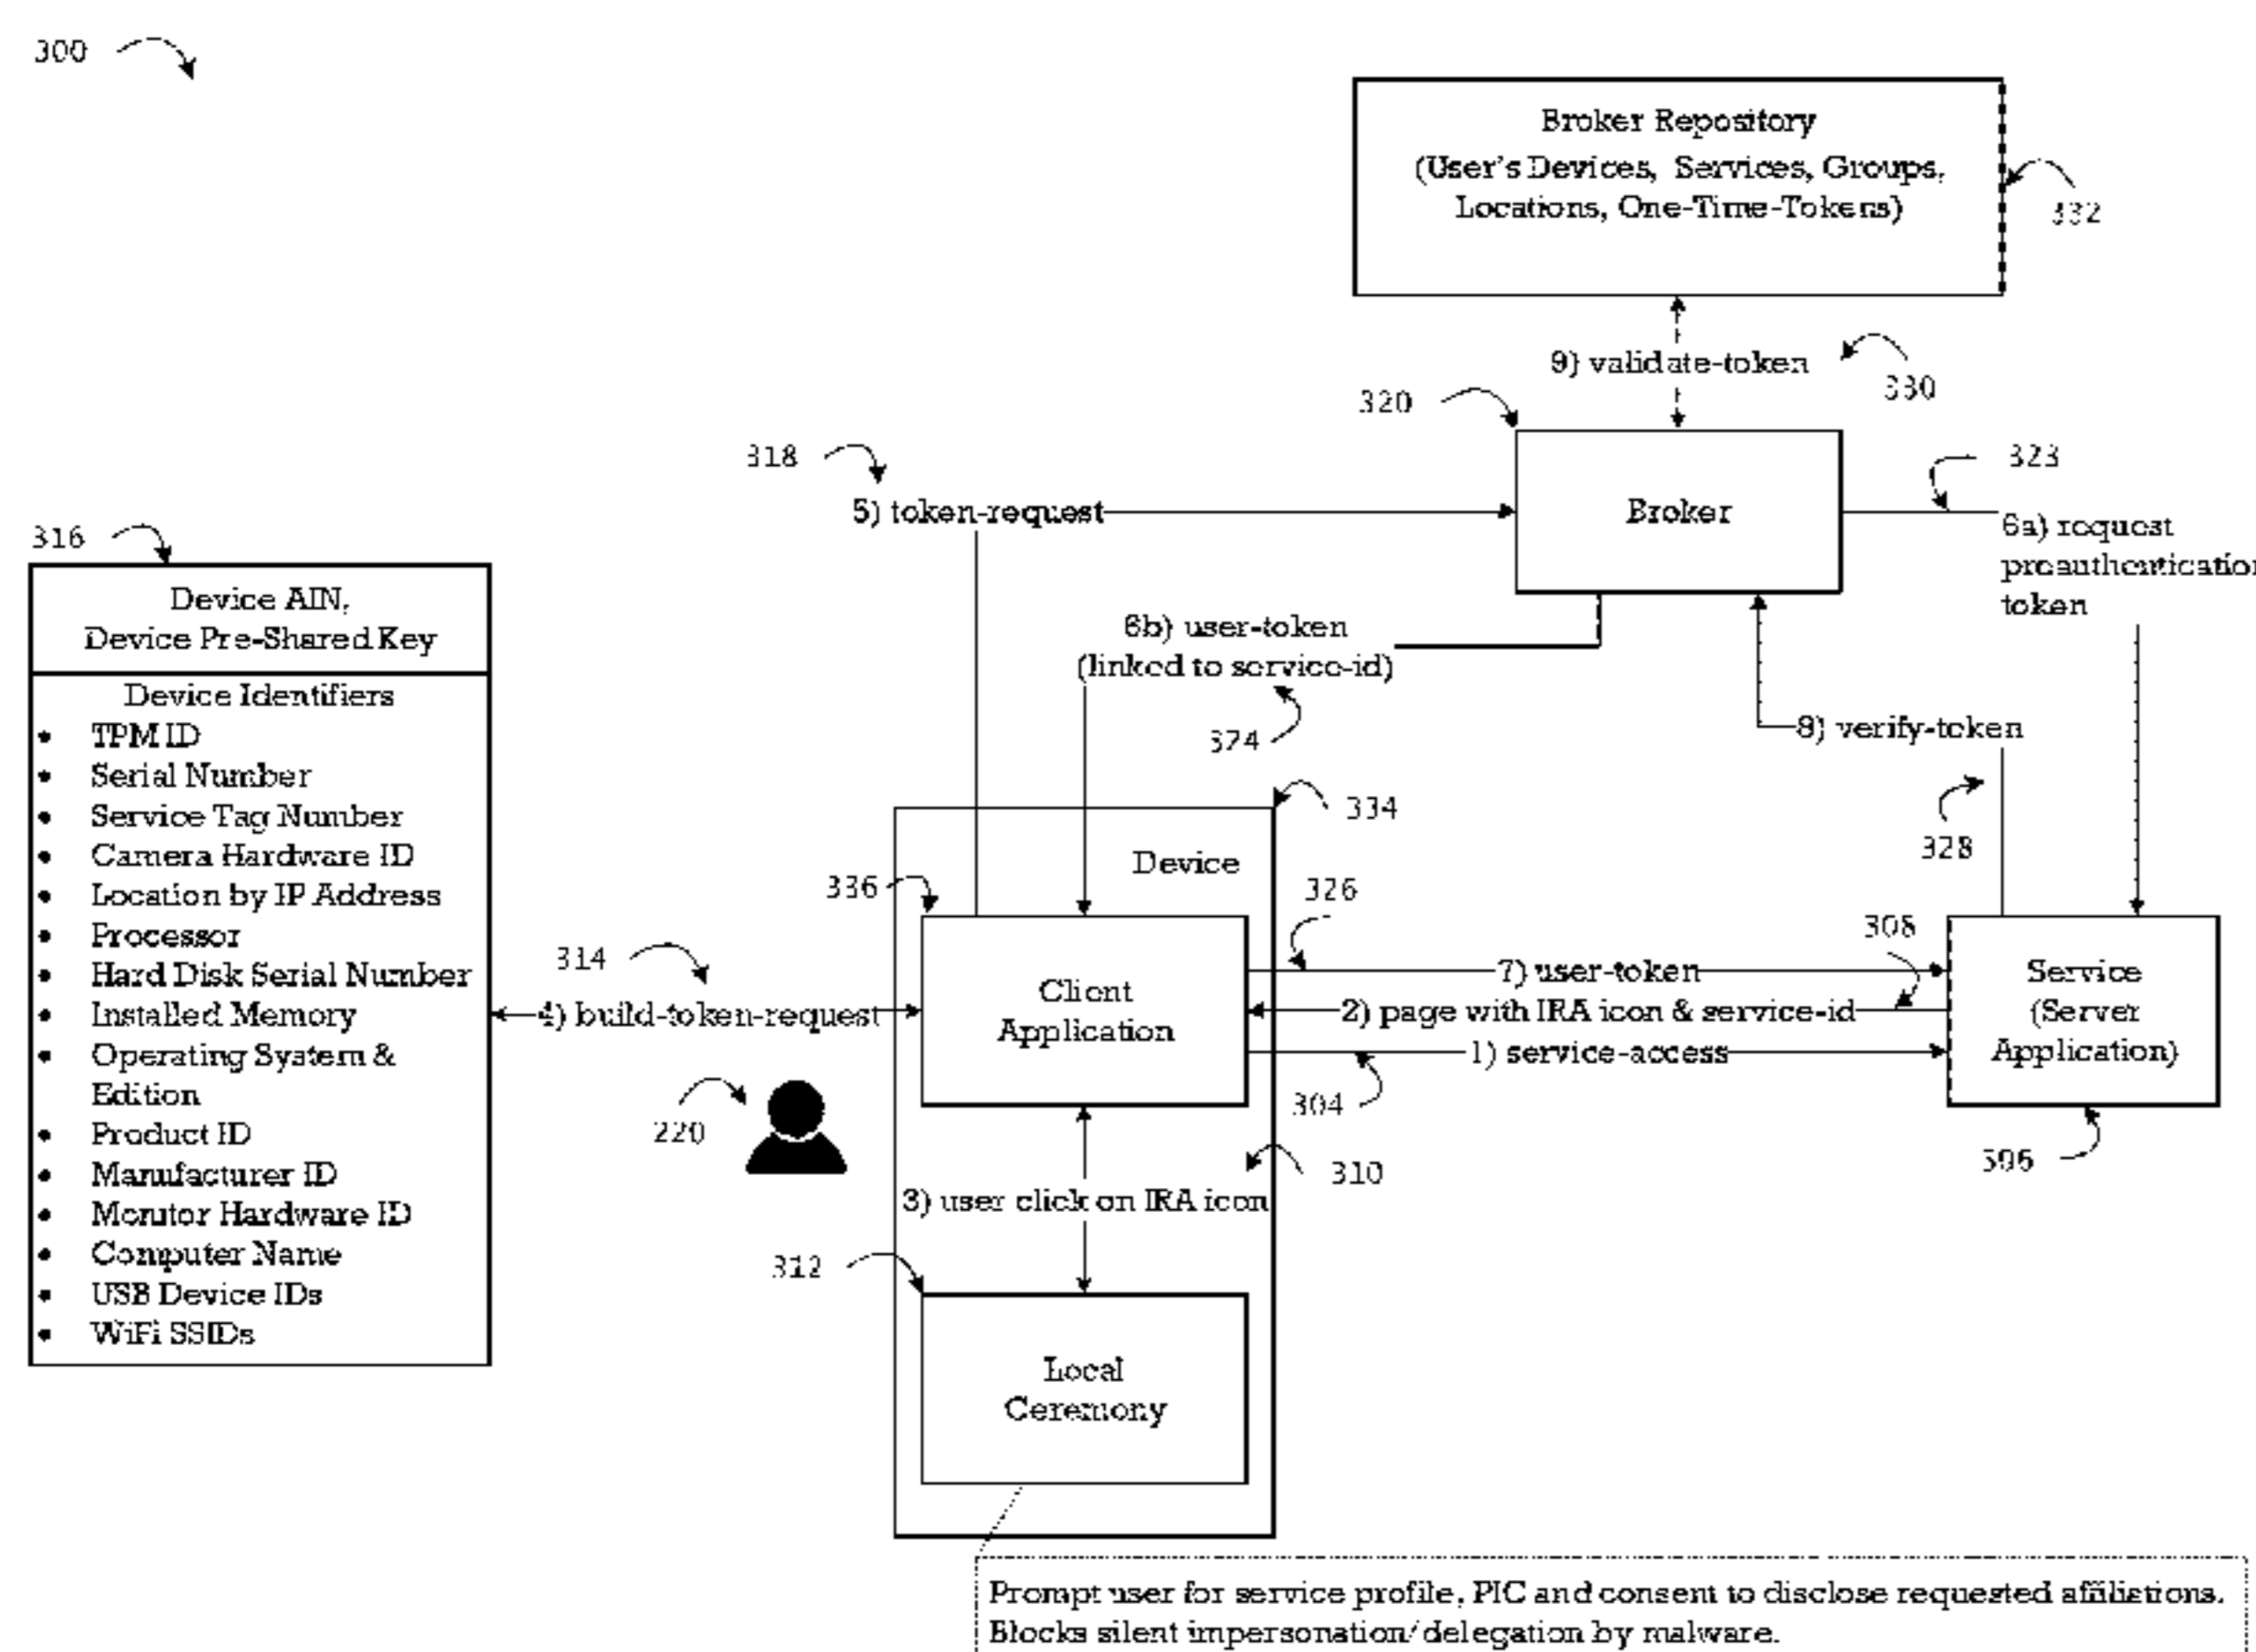 300
Broker Repository
(User's Devices, Services, Groups,
Locations, One-Time-Tokens)
332
9) validate-token
330
320
318
323
5) token-request
Broker
6a) request
preauthentication
token
316
Device AIN,
Device Pre-Shared Key
6b) user-token
(linked to service-id)
324
8) verify-token
328
Device Identifiers
• TPM ID
• Serial Number
• Service Tag Number
• Camera Hardware ID
• Location by IP Address
• Processor
• Hard Disk Serial Number
• Installed Memory
• Operating System &
Edition
• Product ID
• Manufacturer ID
• Monitor Hardware ID
• Computer Name
• USB Device IDs
• WiFi SSIDs
334
Device
336
326
308
314
4) build-token-request
Client
Application
7) user-token
2) page with IRA icon & service-id
1) service-access
Service
(Server
Application)
304
220
310
3) user click on IRA icon
312
Local
Ceremony
Prompt user for service profile, PIC and consent to disclose requested affiliations.
Blocks silent impersonation/delegation by malware.